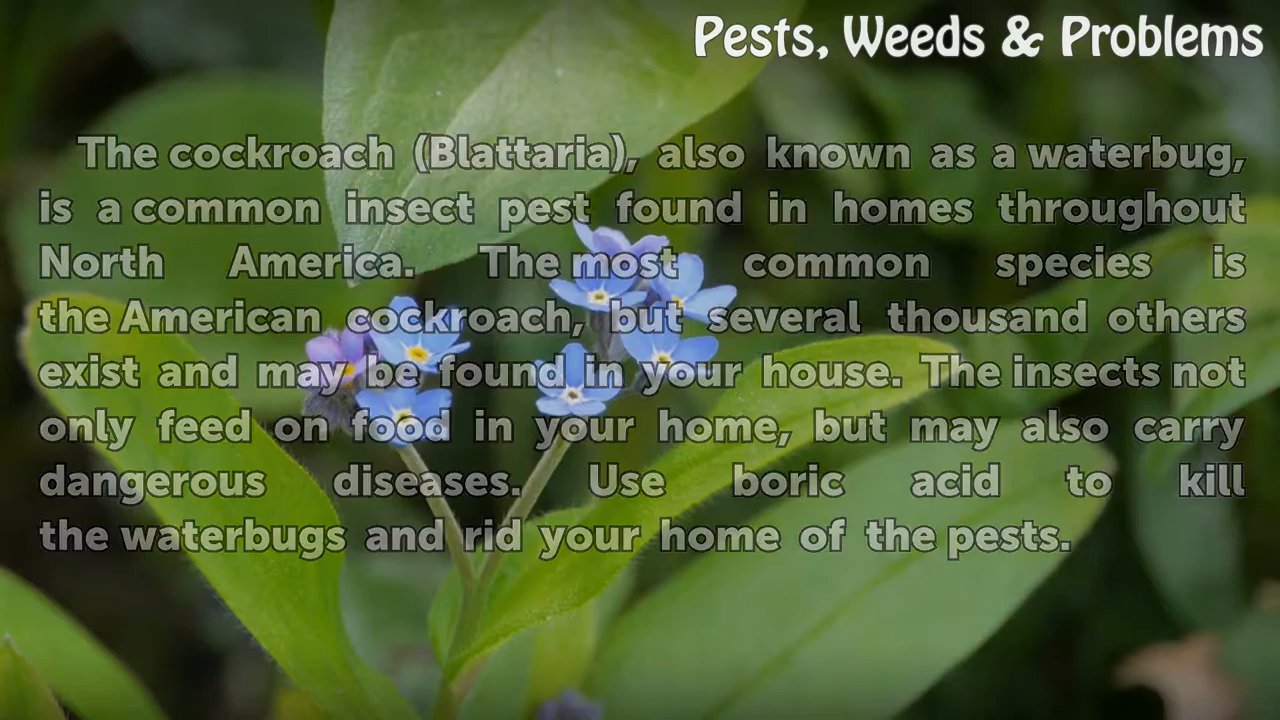 Pests, Weeds & Problems
The cockroach (Blattaria), also known as a waterbug,
is a common insect pest found in homes throughout
North America. The most common species is
the American cockroach, but several thousand others
exist and may be found in your house. The insects not
only feed on food in your home, but may also carry
dangerous diseases. Use boric acid to kill
the waterbugs and rid your home of the pests.